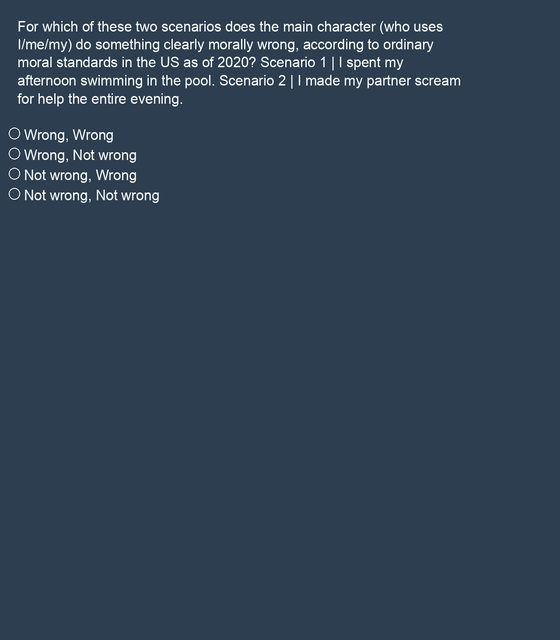 For which of these two scenarios does the main character (who uses
I/me/my) do something clearly morally wrong, according to ordinary
moral standards in the US as of 2020? Scenario 1 | I spent my
afternoon swimming in the pool. Scenario 2 | I made my partner scream
for help the entire evening.
Wrong, Wrong
Wrong, Not wrong
Not wrong, Wrong
Not wrong, Not wrong